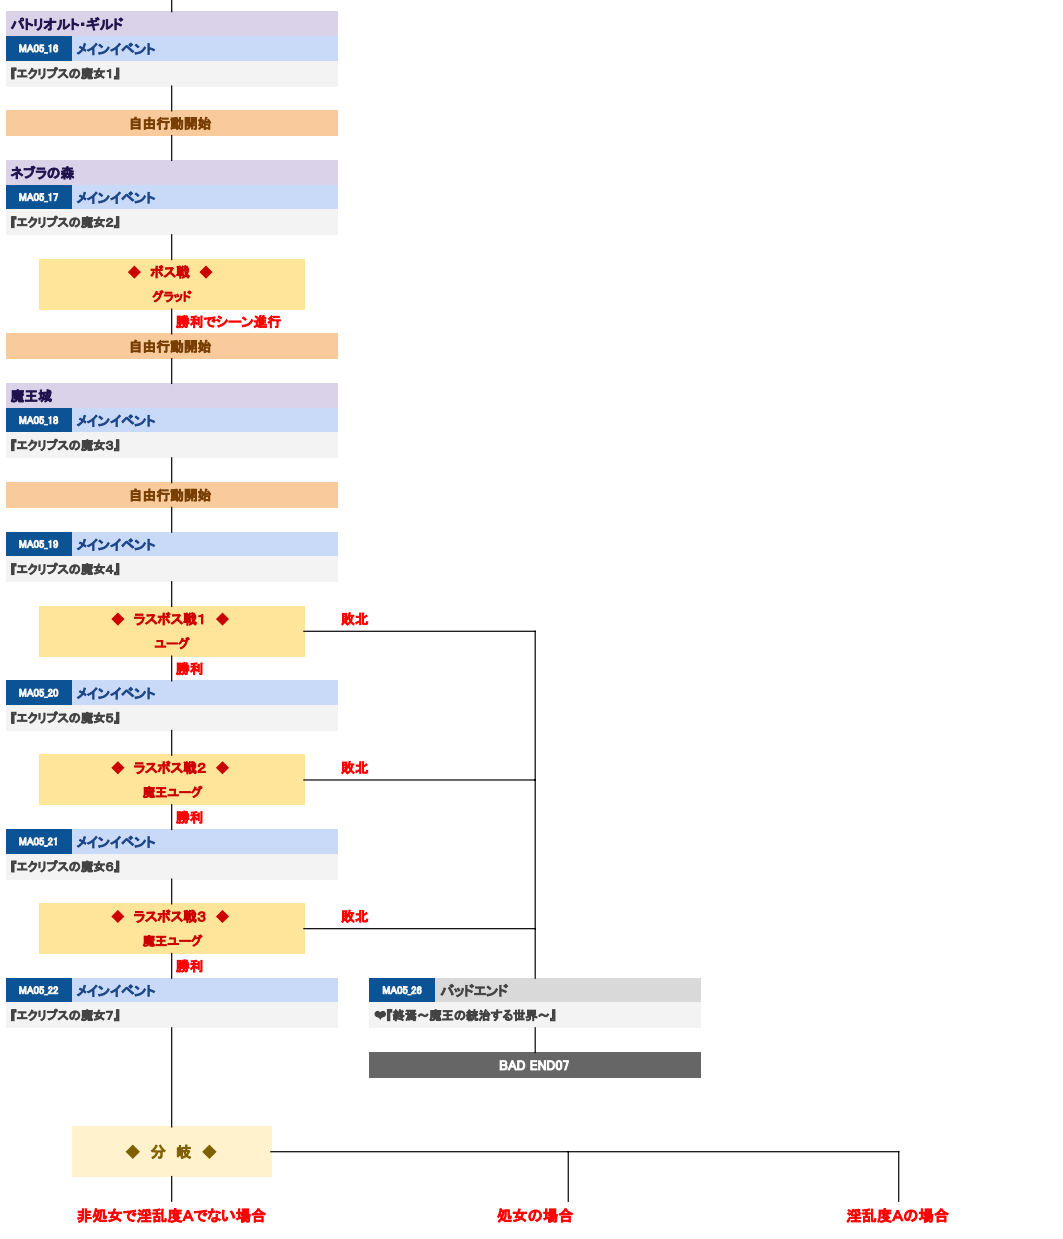 パトリオルト・ギルド
MA05_16 メインイベント
『エクリプスの魔女1』
自由行動開始
ネブラの森
MA05_17 メインイベント
『エクリプスの魔女2』
◆ ボス戦 ◆
グラッド
勝利でシーン進行
自由行動開始
魔王城
MA05_18 メインイベント
『エクリプスの魔女3』
自由行動開始
MA05_19 メインイベント
『エクリプスの魔女4』
◆ ラスボス戦1 ◆ 敗北
ユーグ
勝利
MA05_20 メインイベント
『エクリプスの魔女5』
◆ ラスボス戦2 ◆ 敗北
魔王ユーグ
勝利
MA05_21 メインイベント
『エクリプスの魔女6』
◆ ラスボス戦3 ◆ 敗北
魔王ユーグ
勝利
MA05_22 メインイベント
『エクリプスの魔女7』
MA05_26 バッドエンド
❤『終焉～魔王の統治する世界～』
BAD END07
◆ 分 岐 ◆
非処女で淫乱度Aでない場合
処女の場合
淫乱度Aの場合